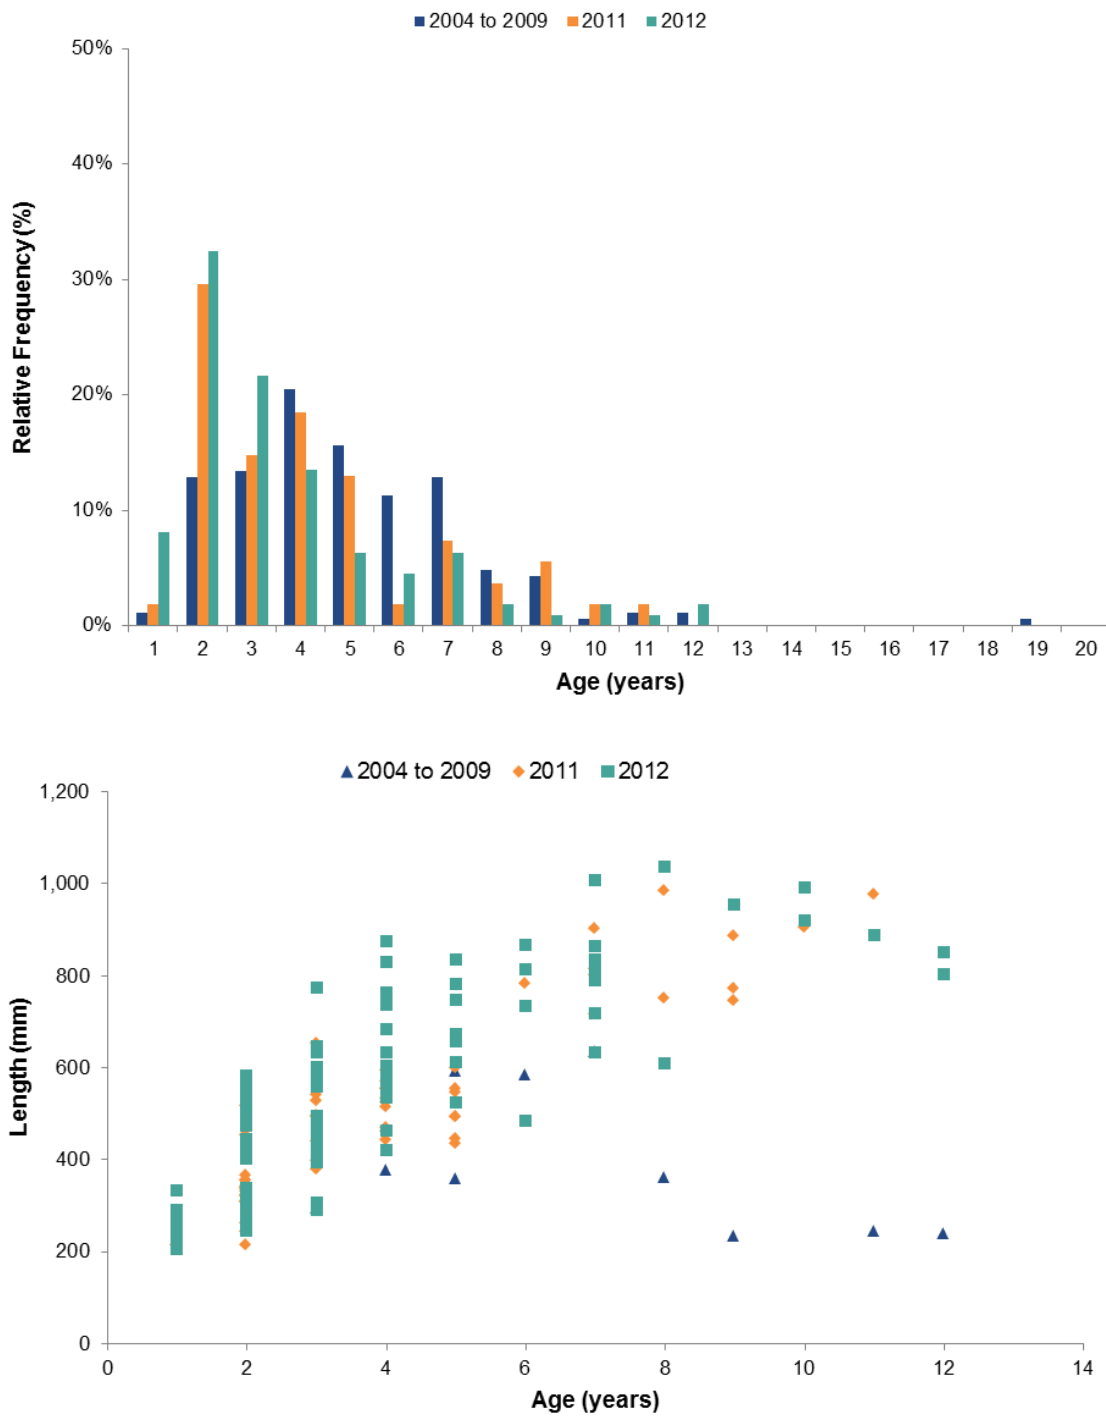 2004 to 2009 2011 2012
50%
40%
30%
20%
10%
0%
Relative Frequency (%)
1 2 3 4 5 6 7 8 9 10 11 12 13 14 15 16 17 18 19 20
Age (years)
2004 to 2009 2011 2012
1,200
1,000
800
600
400
200
0
Length (mm)
0 2 4 6 8 10 12 14
Age (years)